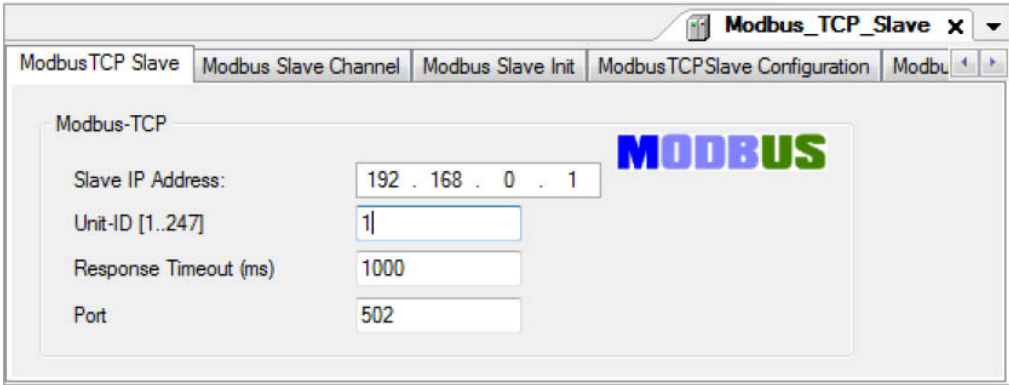 Modbus_TCP_Slave x
ModbusTCP Slave Modbus Slave Channel Modbus Slave Init ModbusTCPSlave Configuration Modbu
Modbus-TCP
MODBUS
Slave IP Address: 192 . 168 . 0 . 1
Unit-ID [1..247] 1
Response Timeout (ms) 1000
Port 502